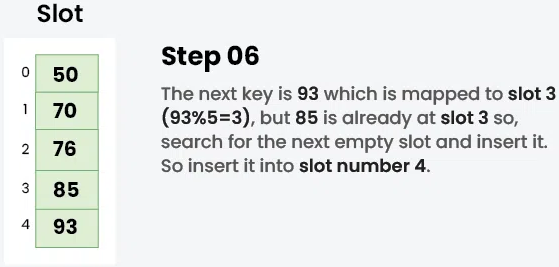 Slot
0 50
1 70
2 76
3 85
4 93
Step 06
The next key is 93 which is mapped to slot 3
(93%5=3), but 85 is already at slot 3 so,
search for the next empty slot and insert it.
So insert it into slot number 4.